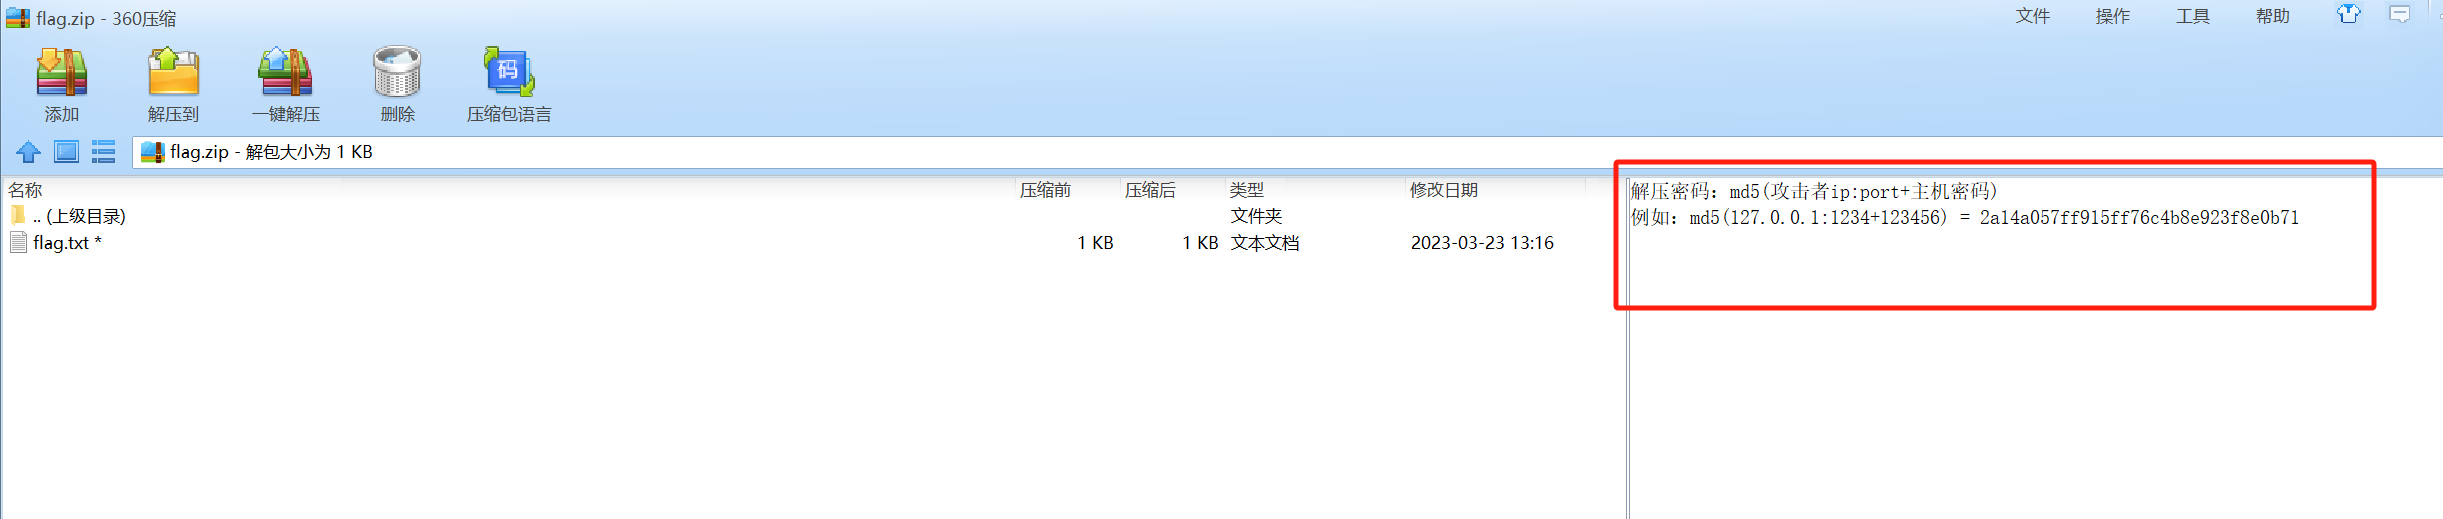 flag.zip - 360压缩
文件 操作 工具 帮助
码
添加 解压到 一键解压 删除 压缩包语言
flag.zip - 解包大小为 1 KB
名称 压缩前 压缩后 类型 修改日期
.. (上级目录) 文件夹
flag.txt * 1 KB 1 KB 文本文档 2023-03-23 13:16
解压密码：md5(攻击者ip:port+主机密码)
例如：md5(127.0.0.1:1234+123456) = 2a14a057ff915ff76c4b8e923f8e0b71